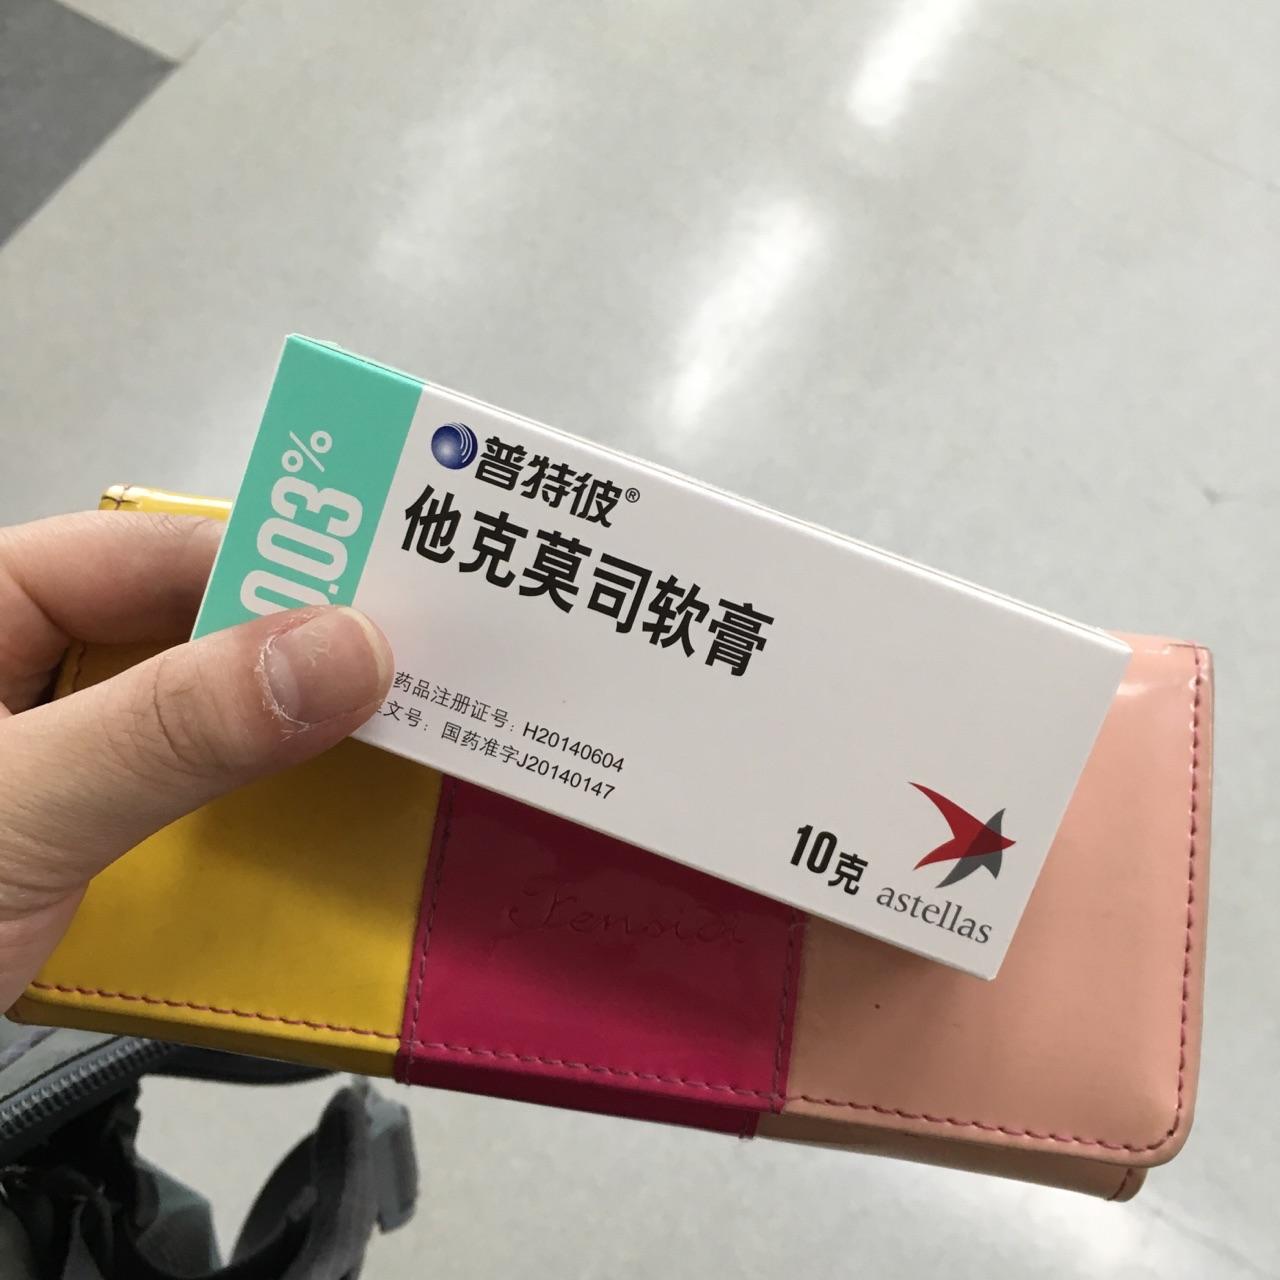 0.03%
普特彼®
他克莫司软膏
药品注册证号：H20140604
文号：国药准字J20140147
10克
astellas